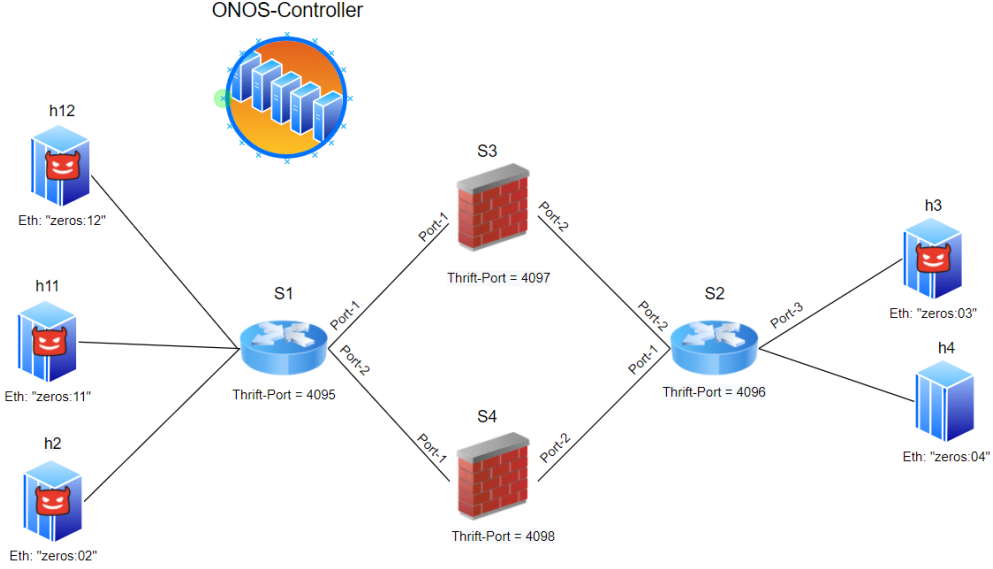 ONOS-Controller
h12
Eth: "zeros:12"
h11
Eth: "zeros:11"
h2
Eth: "zeros:02"
S1
Thrift-Port = 4095
Port-1
Port-2
S3
Port-1
Port-2
Thrift-Port = 4097
S4
Port-1
Port-2
Thrift-Port = 4098
S2
Port-2
Port-1
Port-3
Thrift-Port = 4096
h3
Eth: "zeros:03"
h4
Eth: "zeros:04"